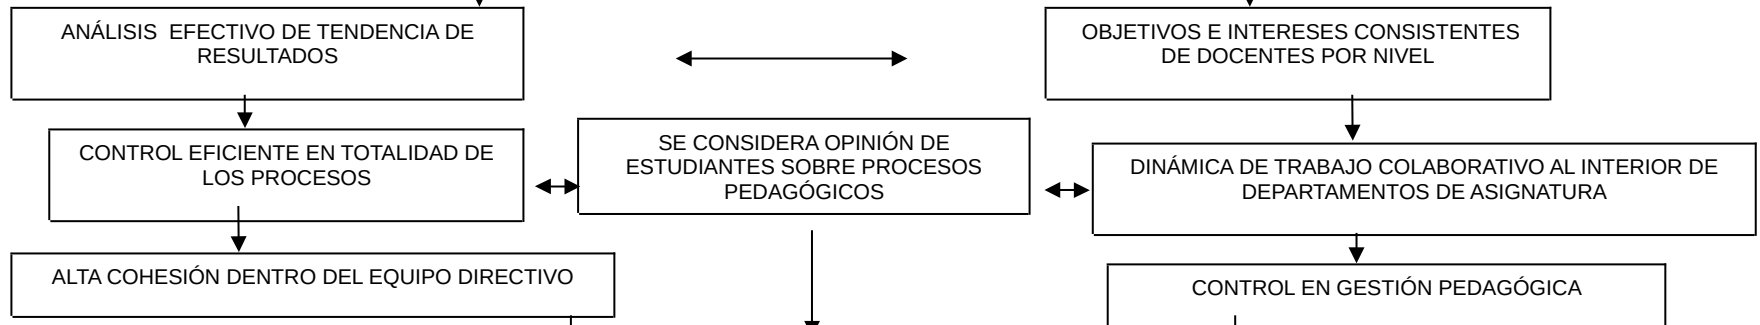 ANÁLISIS EFECTIVO DE TENDENCIA DE
RESULTADOS
OBJETIVOS E INTERESES CONSISTENTES
DE DOCENTES POR NIVEL
CONTROL EFICIENTE EN TOTALIDAD DE
LOS PROCESOS
SE CONSIDERA OPINIÓN DE
ESTUDIANTES SOBRE PROCESOS
PEDAGÓGICOS
DINÁMICA DE TRABAJO COLABORATIVO AL INTERIOR DE
DEPARTAMENTOS DE ASIGNATURA
ALTA COHESIÓN DENTRO DEL EQUIPO DIRECTIVO
CONTROL EN GESTIÓN PEDAGÓGICA